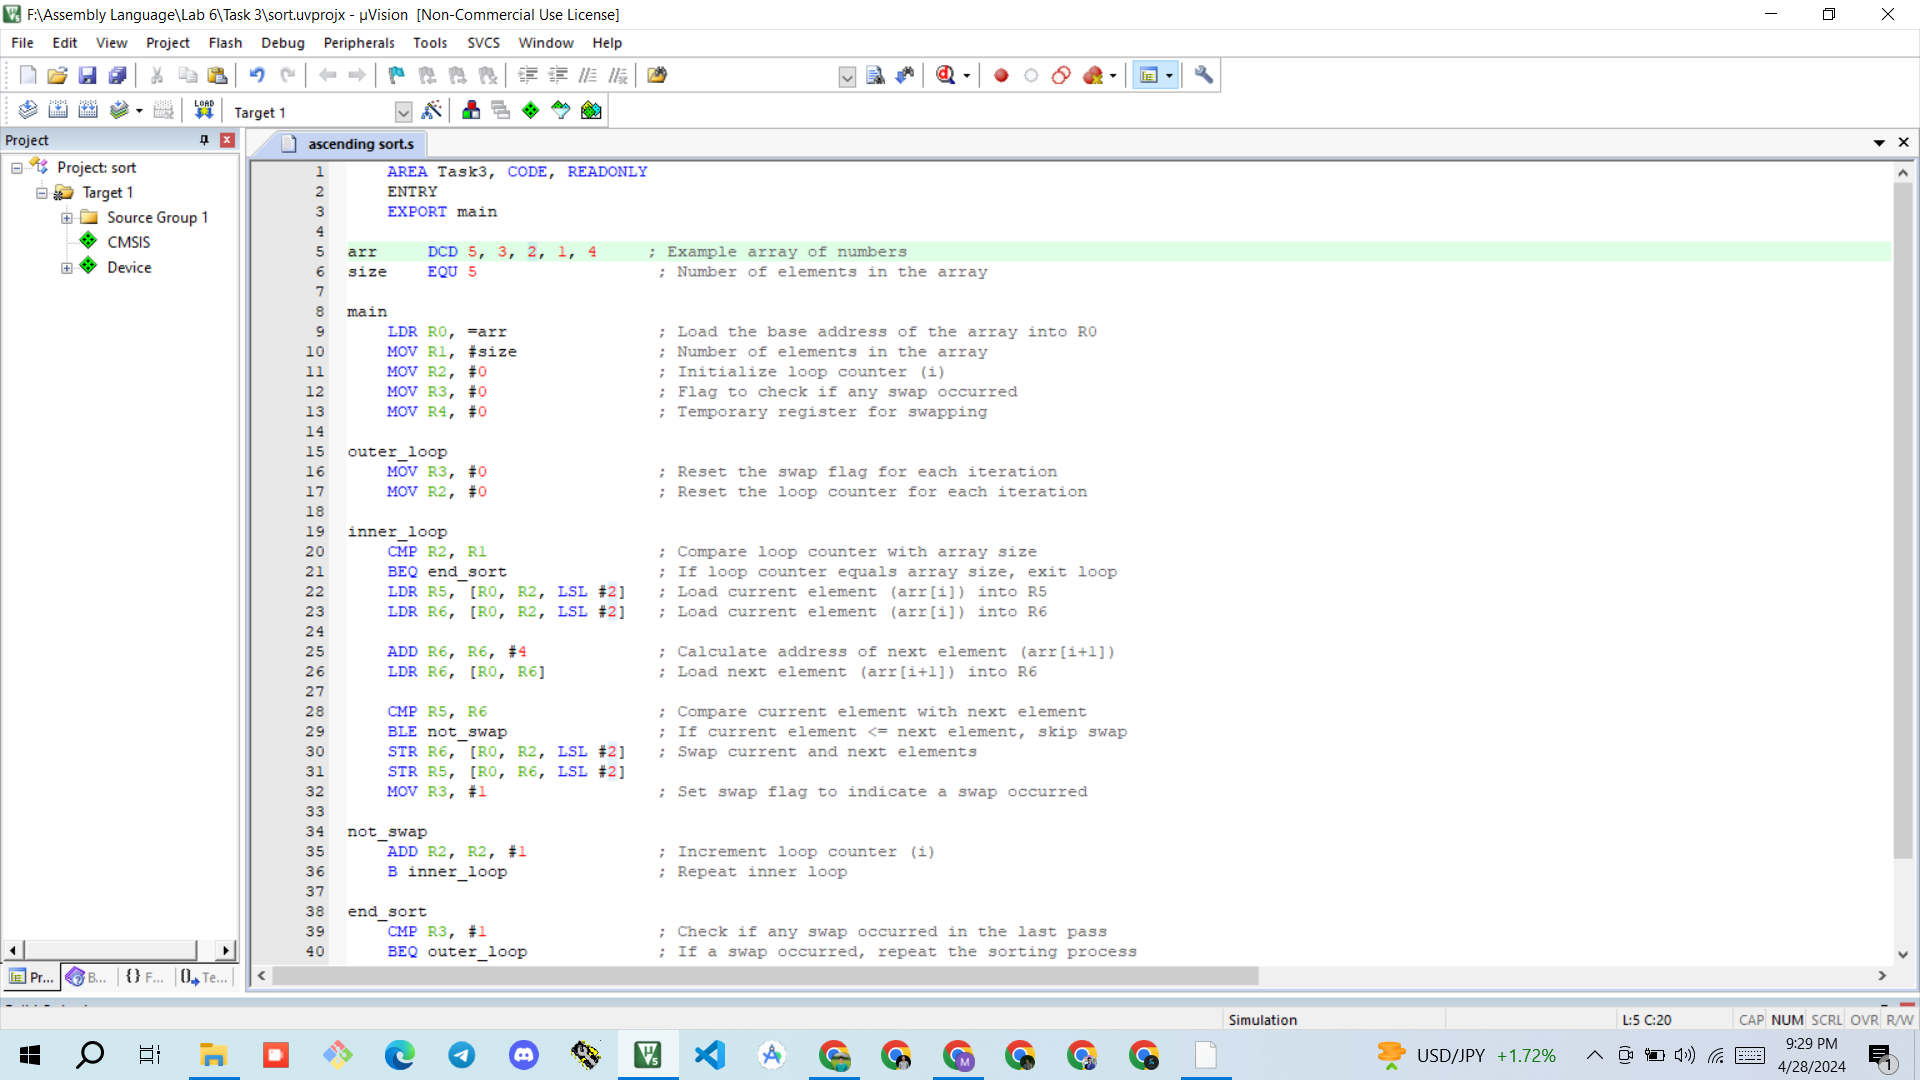 F:\Assembly Language\Lab 6\Task 3\sort.uvprojx - µVision  [Non-Commercial Use License]
File Edit View Project Flash Debug Peripherals Tools SVCS Window Help
LOAD Target 1
Project
ascending sort.s
Project: sort
Target 1
Source Group 1
CMSIS
Device
1 AREA Task3, CODE, READONLY
2 ENTRY
3 EXPORT main
4
5 arr DCD 5, 3, 2, 1, 4 ; Example array of numbers
6 size EQU 5 ; Number of elements in the array
7
8 main
9 LDR R0, =arr ; Load the base address of the array into R0
10 MOV R1, #size ; Number of elements in the array
11 MOV R2, #0 ; Initialize loop counter (i)
12 MOV R3, #0 ; Flag to check if any swap occurred
13 MOV R4, #0 ; Temporary register for swapping
14
15 outer_loop
16 MOV R3, #0 ; Reset the swap flag for each iteration
17 MOV R2, #0 ; Reset the loop counter for each iteration
18
19 inner_loop
20 CMP R2, R1 ; Compare loop counter with array size
21 BEQ end_sort ; If loop counter equals array size, exit loop
22 LDR R5, [R0, R2, LSL #2] ; Load current element (arr[i]) into R5
23 LDR R6, [R0, R2, LSL #2] ; Load current element (arr[i]) into R6
24
25 ADD R6, R6, #4 ; Calculate address of next element (arr[i+1])
26 LDR R6, [R0, R6] ; Load next element (arr[i+1]) into R6
27
28 CMP R5, R6 ; Compare current element with next element
29 BLE not_swap ; If current element <= next element, skip swap
30 STR R6, [R0, R2, LSL #2] ; Swap current and next elements
31 STR R5, [R0, R6, LSL #2]
32 MOV R3, #1 ; Set swap flag to indicate a swap occurred
33
34 not_swap
35 ADD R2, R2, #1 ; Increment loop counter (i)
36 B inner_loop ; Repeat inner loop
37
38 end_sort
39 CMP R3, #1 ; Check if any swap occurred in the last pass
40 BEQ outer_loop ; If a swap occurred, repeat the sorting process
Pr... B... {} F... Te...
Simulation L:5 C:20 CAP NUM SCRL OVR R/W
USD/JPY +1.72%
9:29 PM
4/28/2024
1